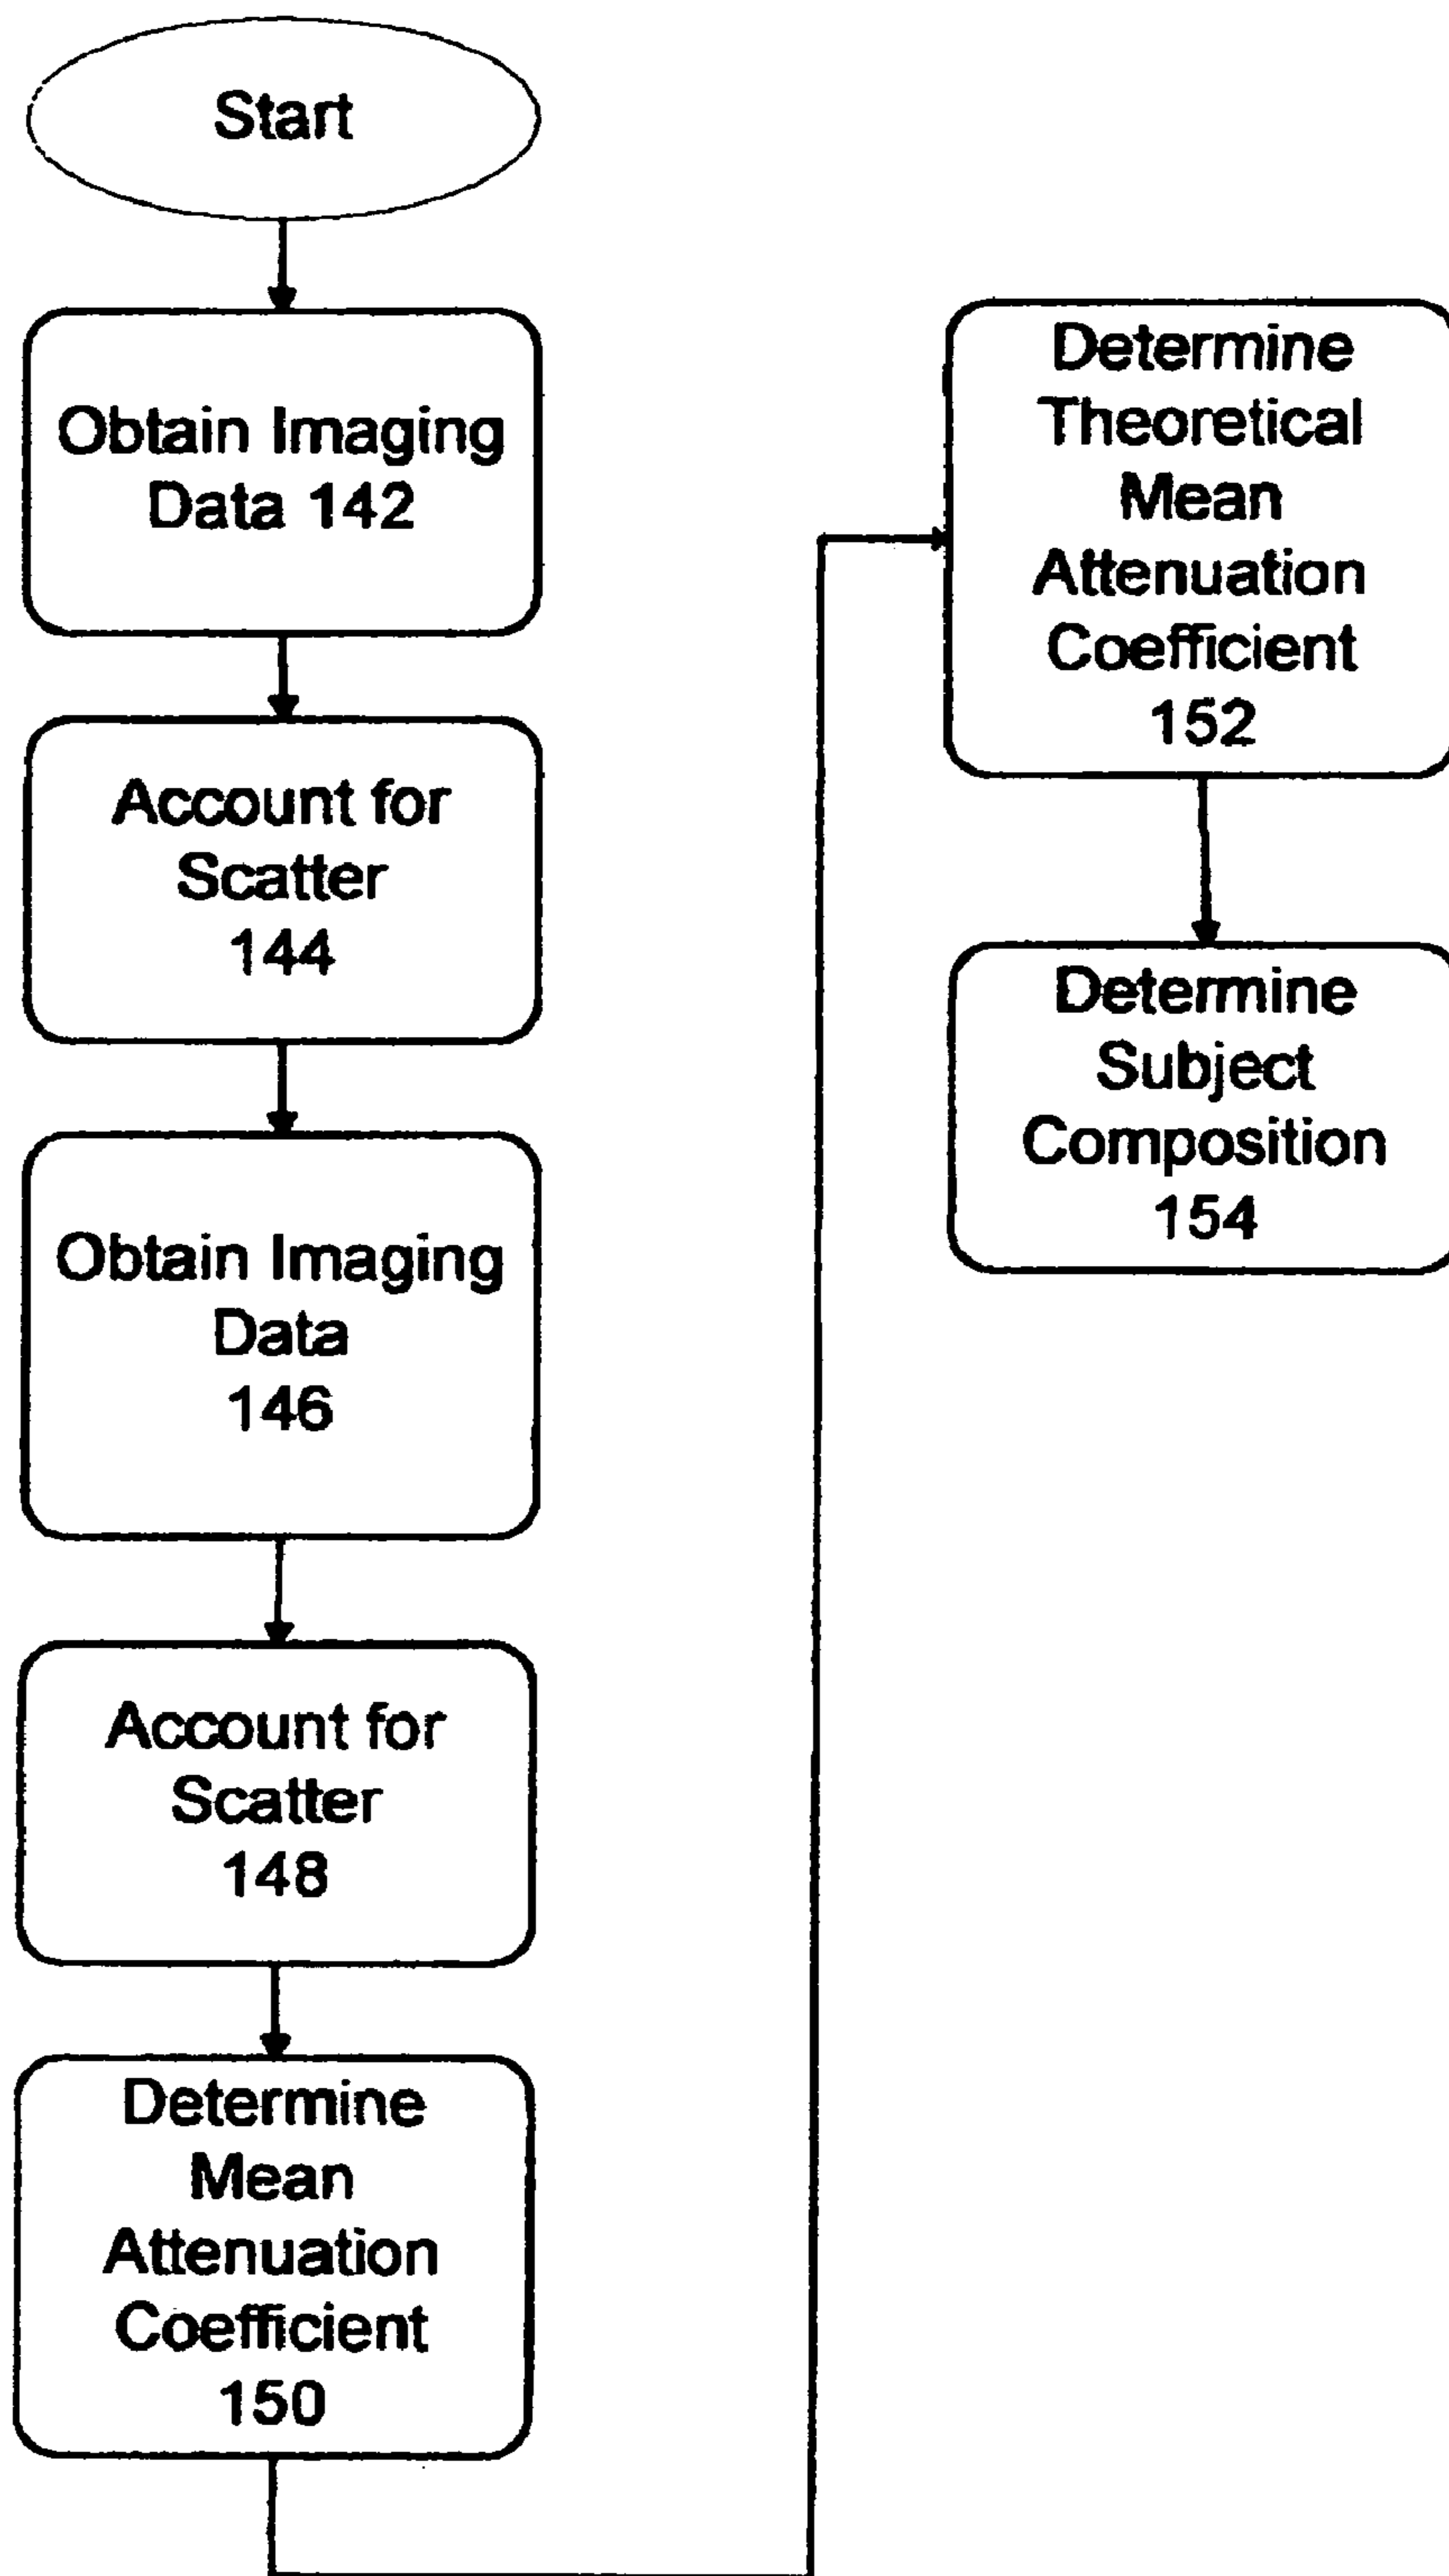 Start
Obtain Imaging
Data 142
Account for
Scatter
144
Obtain Imaging
Data
146
Account for
Scatter
148
Determine
Mean
Attenuation
Coefficient
150
Determine
Theoretical
Mean
Attenuation
Coefficient
152
Determine
Subject
Composition
154